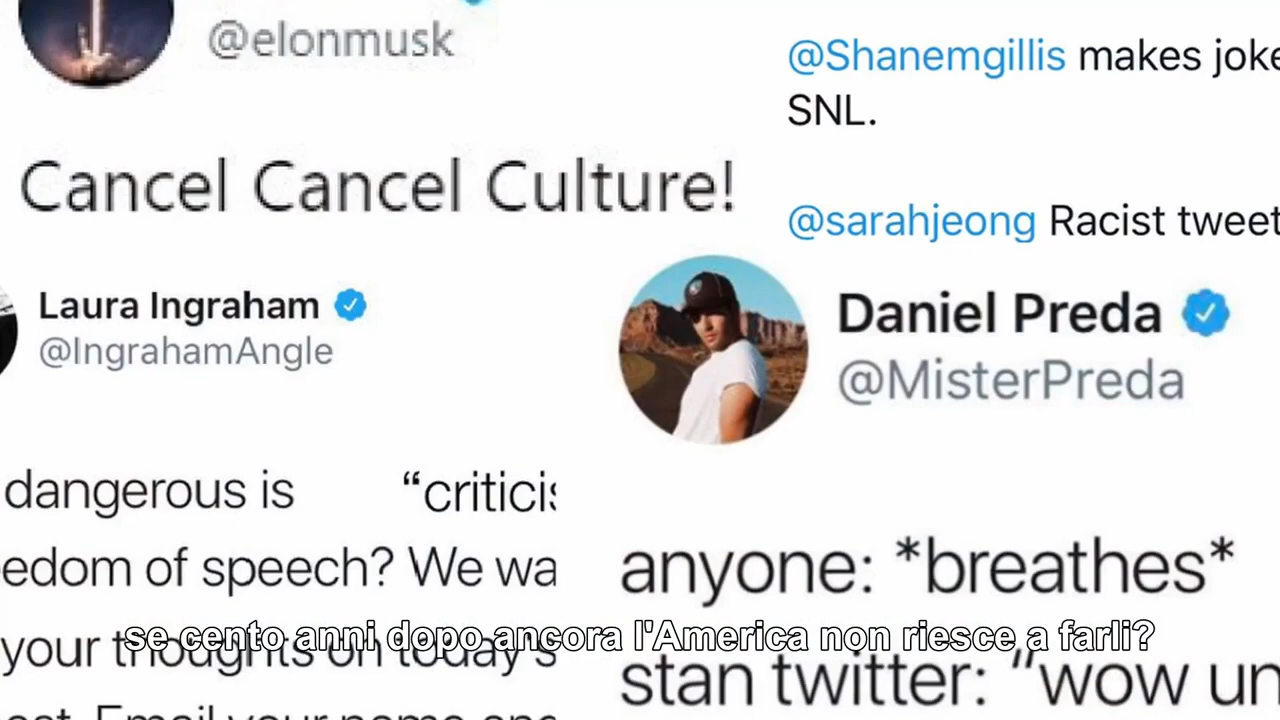 @elonmusk
Cancel Cancel Culture!
@Shanemgillis makes joke
SNL.
@sarahjeong Racist tweet
Laura Ingraham
@IngrahamAngle
dangerous is "criticis
edom of speech? We wa
your thoughts on today's
Daniel Preda
@MisterPreda
anyone: *breathes*
stan twitter: "wow un
se cento anni dopo ancora l'America non riesce a farli?